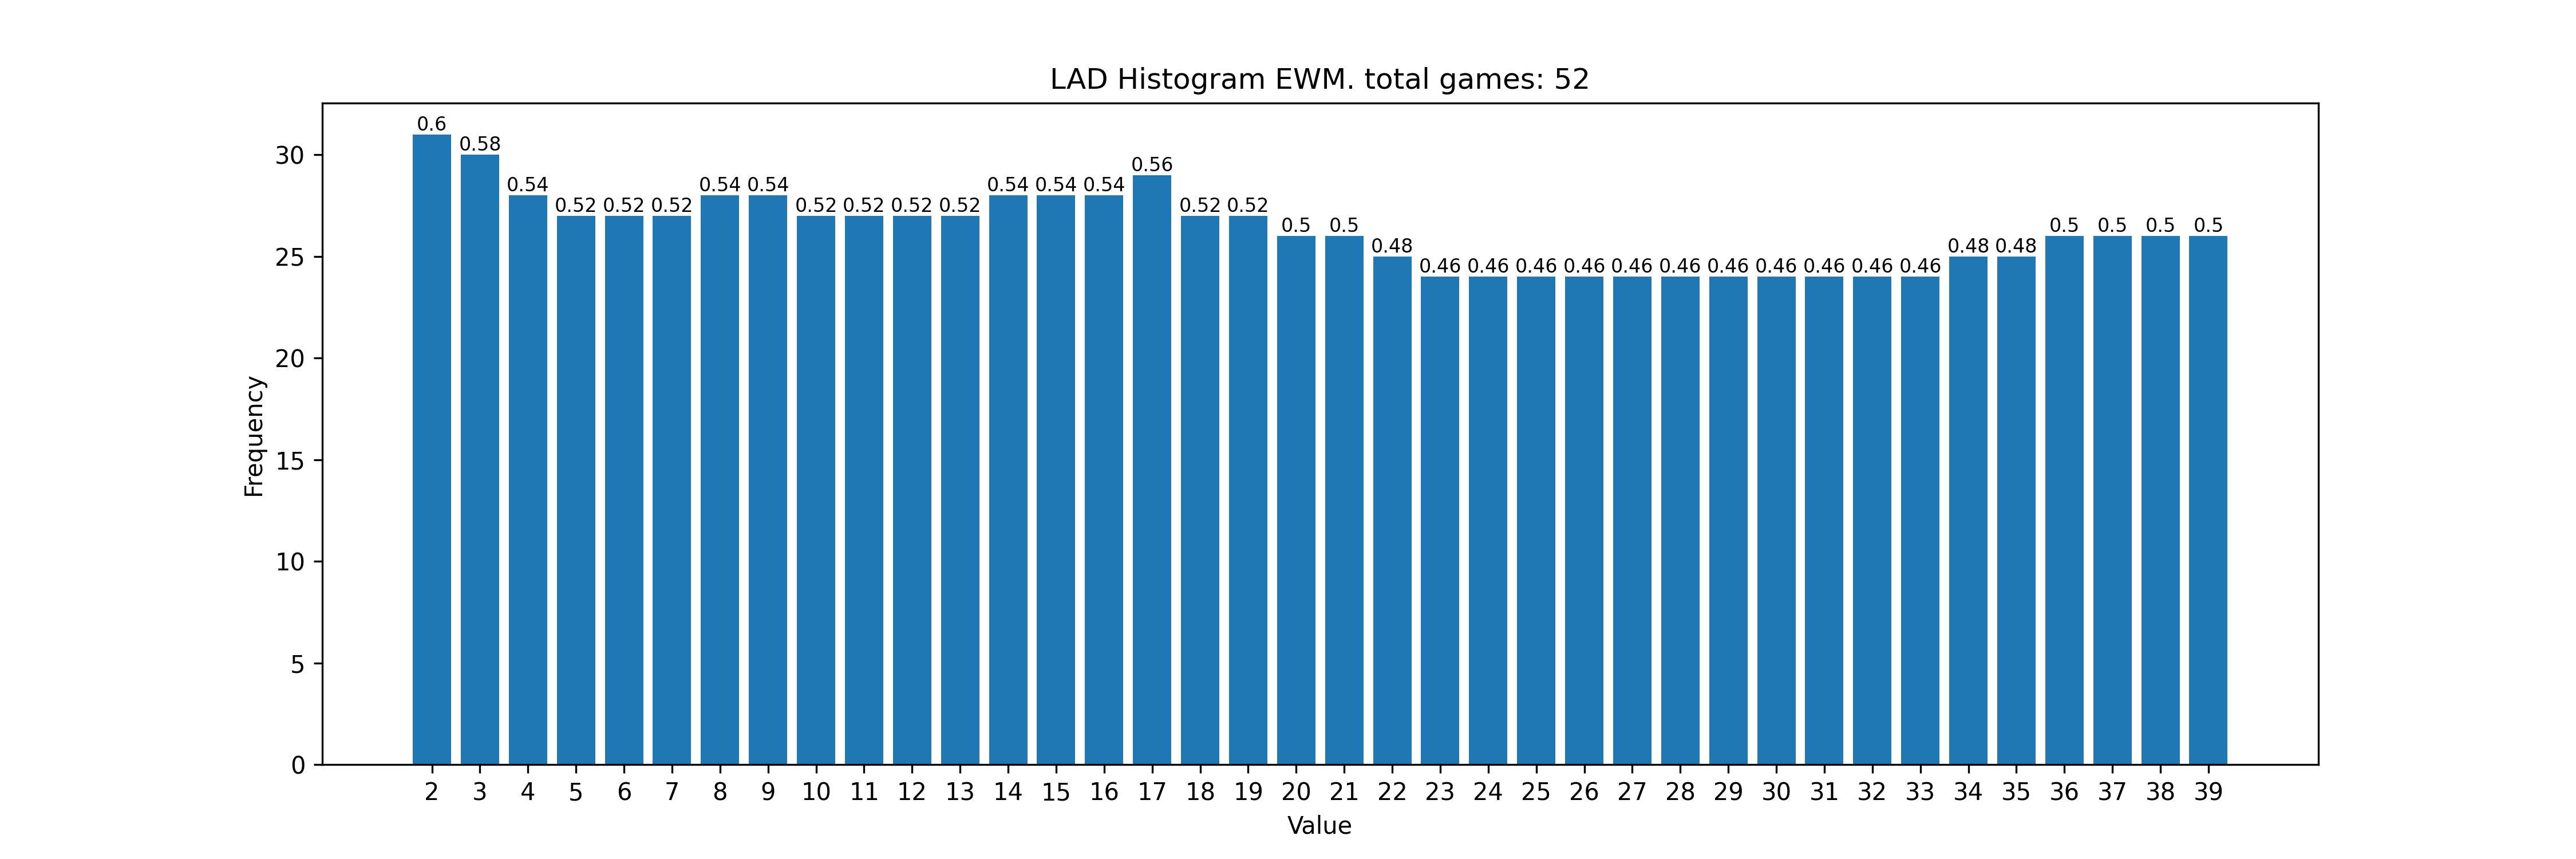 LAD Histogram EWM. total games: 52
Frequency
30
25
20
15
10
5
0
0.6 0.58 0.54 0.52 0.52 0.52 0.54 0.54 0.52 0.52 0.52 0.52 0.54 0.54 0.54 0.56 0.52 0.52 0.5 0.5 0.48 0.46 0.46 0.46 0.46 0.46 0.46 0.46 0.46 0.46 0.46 0.46 0.48 0.48 0.5 0.5 0.5 0.5
2 3 4 5 6 7 8 9 10 11 12 13 14 15 16 17 18 19 20 21 22 23 24 25 26 27 28 29 30 31 32 33 34 35 36 37 38 39
Value